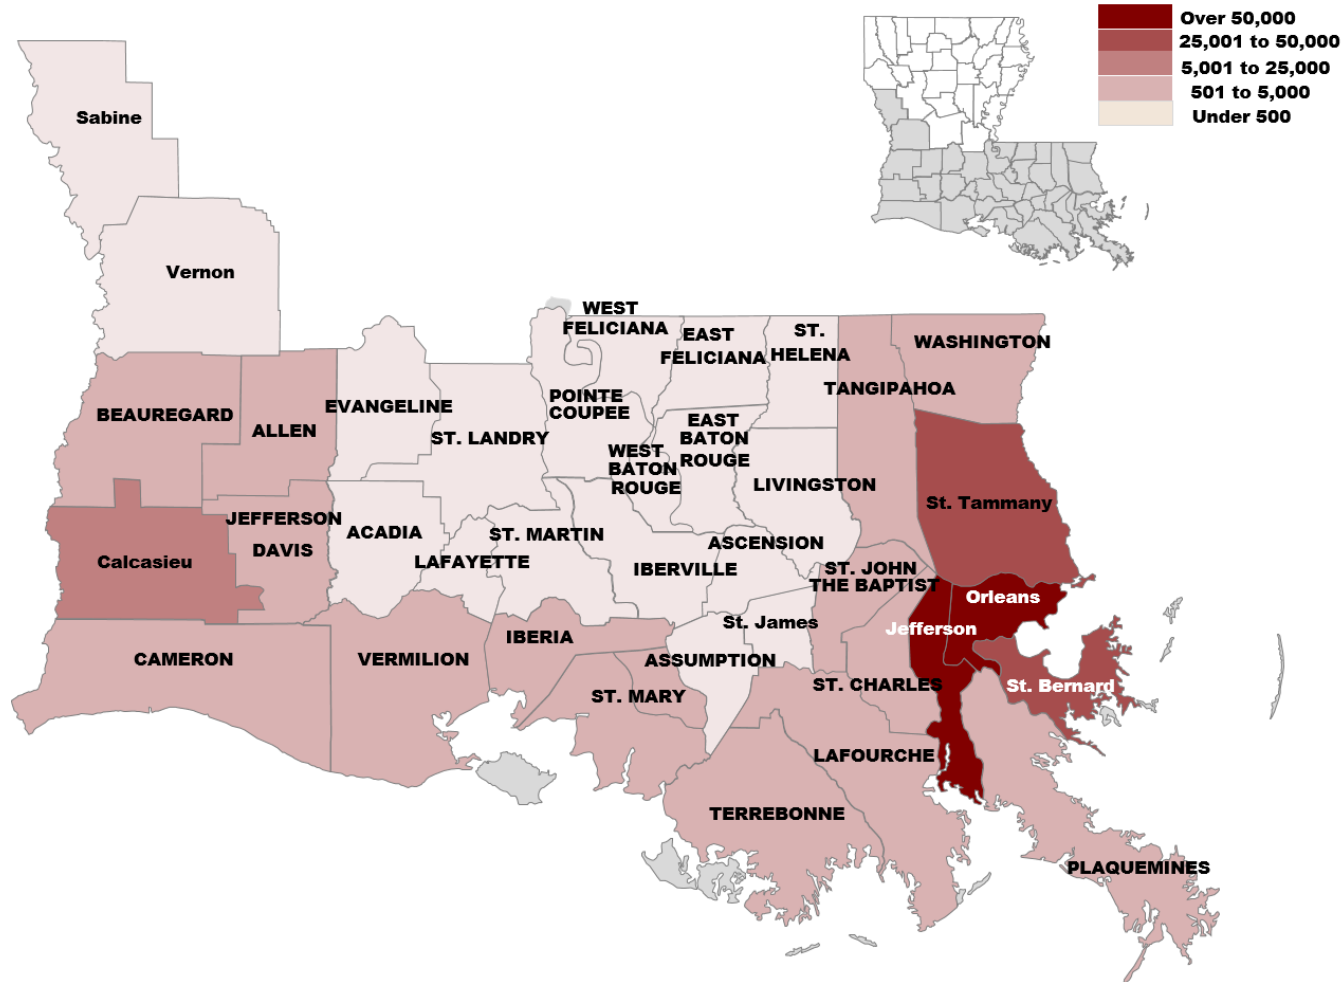 Over 50,000
25,001 to 50,000
5,001 to 25,000
501 to 5,000
Under 500
Sabine
Vernon
WEST
FELICIANA
EAST
FELICIANA
ST.
HELENA
WASHINGTON
TANGIPAHOA
BEAUREGARD
ALLEN
EVANGELINE
ST. LANDRY
POINTE
COUPEE
WEST
BATON
ROUGE
EAST
BATON
ROUGE
LIVINGSTON
St. Tammany
Calcasieu
JEFFERSON
DAVIS
ACADIA
LAFAYETTE
ST. MARTIN
IBERVILLE
ASCENSION
ST. JOHN
THE BAPTIST
Orleans
Jefferson
St. James
CAMERON
VERMILION
IBERIA
ASSUMPTION
ST. MARY
ST. CHARLES
St. Bernard
LAFOURCHE
TERREBONNE
PLAQUEMINES